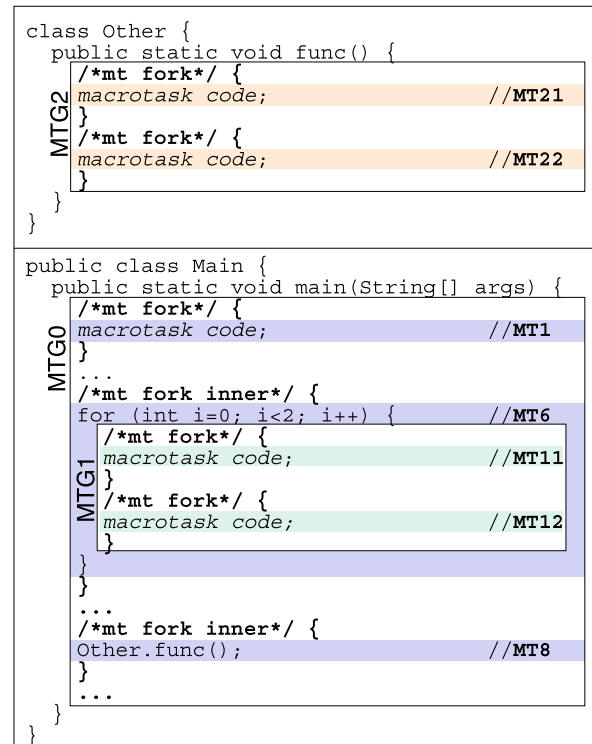 class Other {
public static void func() {
MTG2
/*mt fork*/ {
macrotask code; //MT21
}
/*mt fork*/ {
macrotask code; //MT22
}
}
}
public class Main {
public static void main(String[] args) {
MTG0
/*mt fork*/ {
macrotask code; //MT1
}
...
/*mt fork inner*/ {
for (int i=0; i<2; i++) { //MT6
MTG1
/*mt fork*/ {
macrotask code; //MT11
}
/*mt fork*/ {
macrotask code; //MT12
}
}
}
...
/*mt fork inner*/ {
Other.func(); //MT8
}
...
}
}